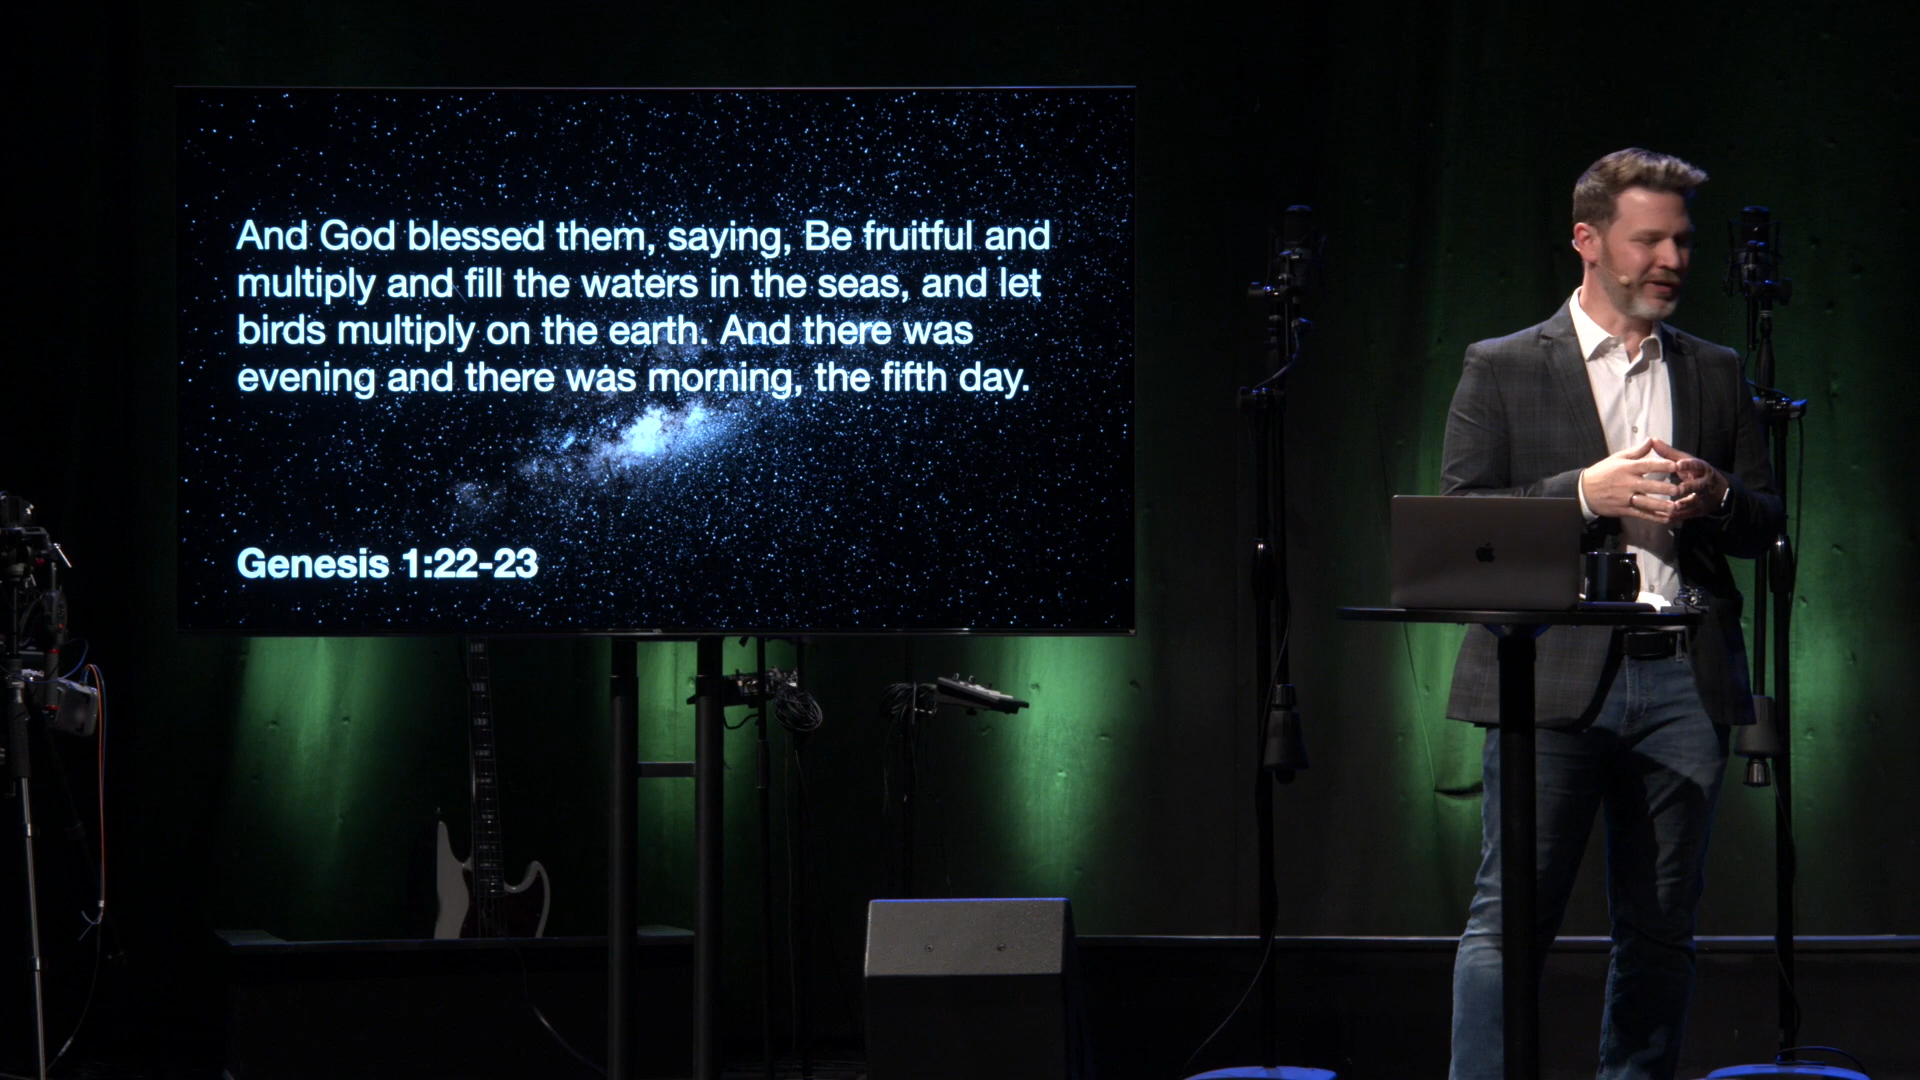 And God blessed them, saying, Be fruitful and
multiply and fill the waters in the seas, and let
birds multiply on the earth. And there was
evening and there was morning, the fifth day.
Genesis 1:22-23